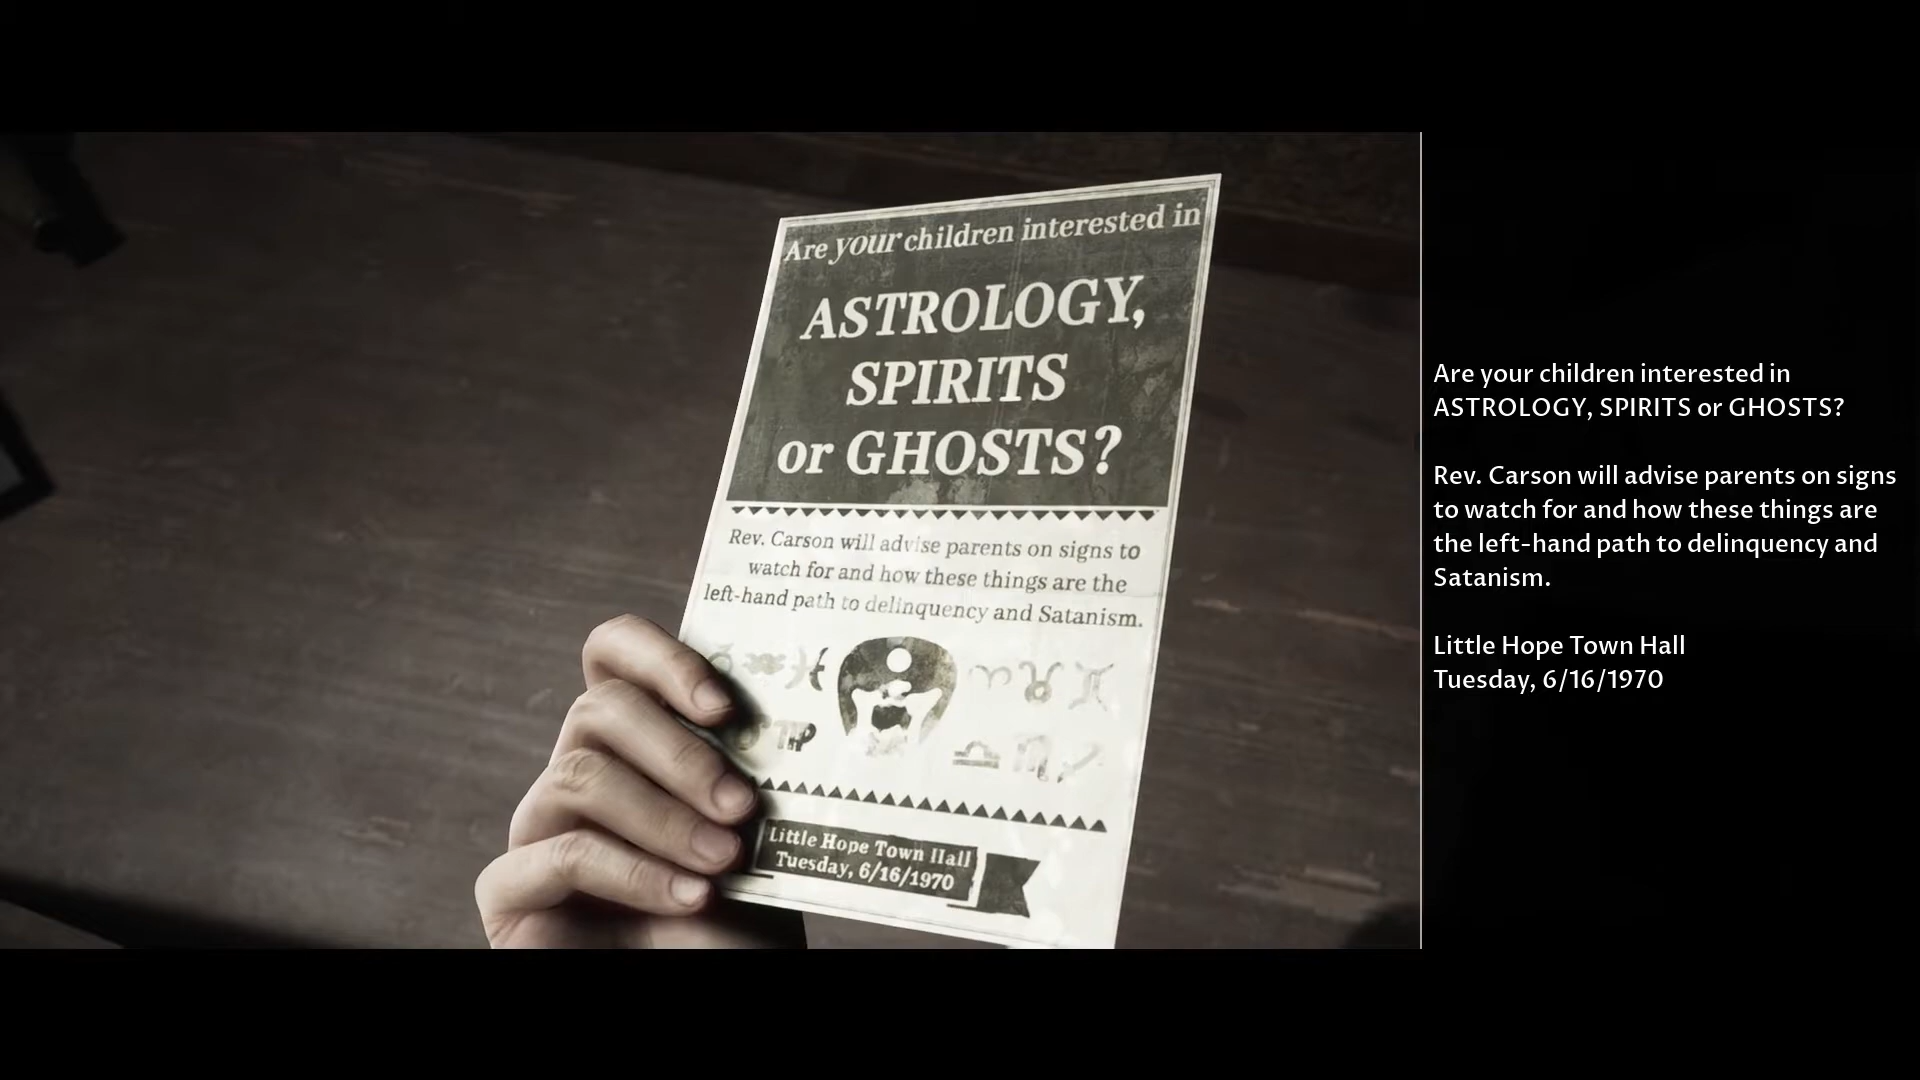 Are your children interested in
ASTROLOGY,
SPIRITS
or GHOSTS?
Rev. Carson will advise parents on signs to
watch for and how these things are the
left-hand path to delinquency and Satanism.
Little Hope Town Hall
Tuesday, 6/16/1970
Are your children interested in
ASTROLOGY, SPIRITS or GHOSTS?
Rev. Carson will advise parents on signs
to watch for and how these things are
the left-hand path to delinquency and
Satanism.
Little Hope Town Hall
Tuesday, 6/16/1970